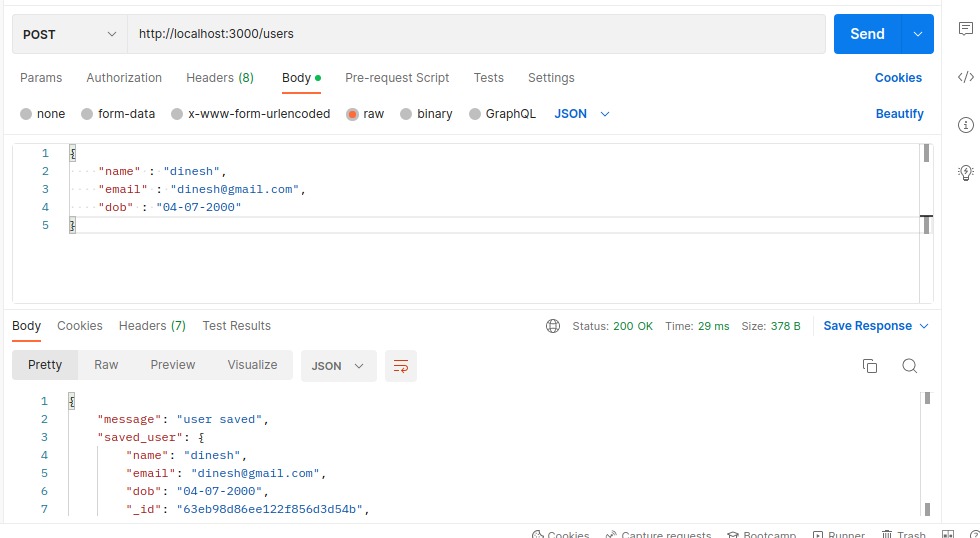 POST http://localhost:3000/users Send
Params Authorization Headers (8) Body Pre-request Script Tests Settings Cookies
none form-data x-www-form-urlencoded raw binary GraphQL JSON Beautify
1 {
2 "name" : "dinesh",
3 "email" : "dinesh@gmail.com",
4 "dob" : "04-07-2000"
5 }
Body Cookies Headers (7) Test Results Status: 200 OK Time: 29 ms Size: 378 B Save Response
Pretty Raw Preview Visualize JSON
1 {
2 "message": "user saved",
3 "saved_user": {
4 "name": "dinesh",
5 "email": "dinesh@gmail.com",
6 "dob": "04-07-2000",
7 "_id": "63eb98d86ee122f856d3d54b",
Cookies Capture requests Bootcamp Runner Trash